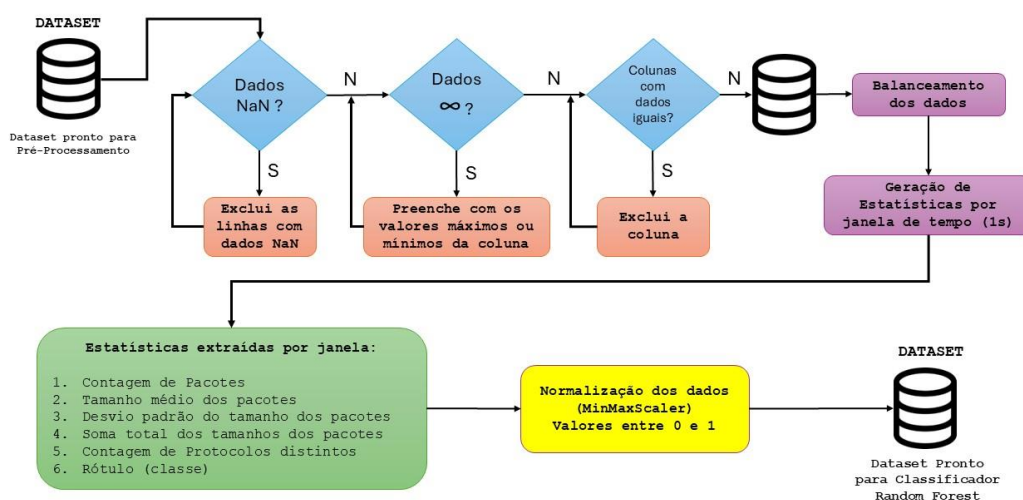 DATASET
Dataset pronto para
Pré-Processamento
Dados
NaN ?
N
S
Exclui as
linhas com
dados NaN
Dados
∞ ?
N
S
Preenche com os
valores máximos ou
mínimos da coluna
Colunas
com
dados
iguais?
N
S
Exclui a
coluna
Balanceamento
dos dados
Geração de
Estatísticas por
janela de tempo (1s)
Estatísticas extraídas por janela:
1. Contagem de Pacotes
2. Tamanho médio dos pacotes
3. Desvio padrão do tamanho dos pacotes
4. Soma total dos tamanhos dos pacotes
5. Contagem de Protocolos distintos
6. Rótulo (classe)
Normalização dos dados
(MinMaxScaler)
Valores entre 0 e 1
DATASET
Dataset Pronto
para Classificador
Random Forest